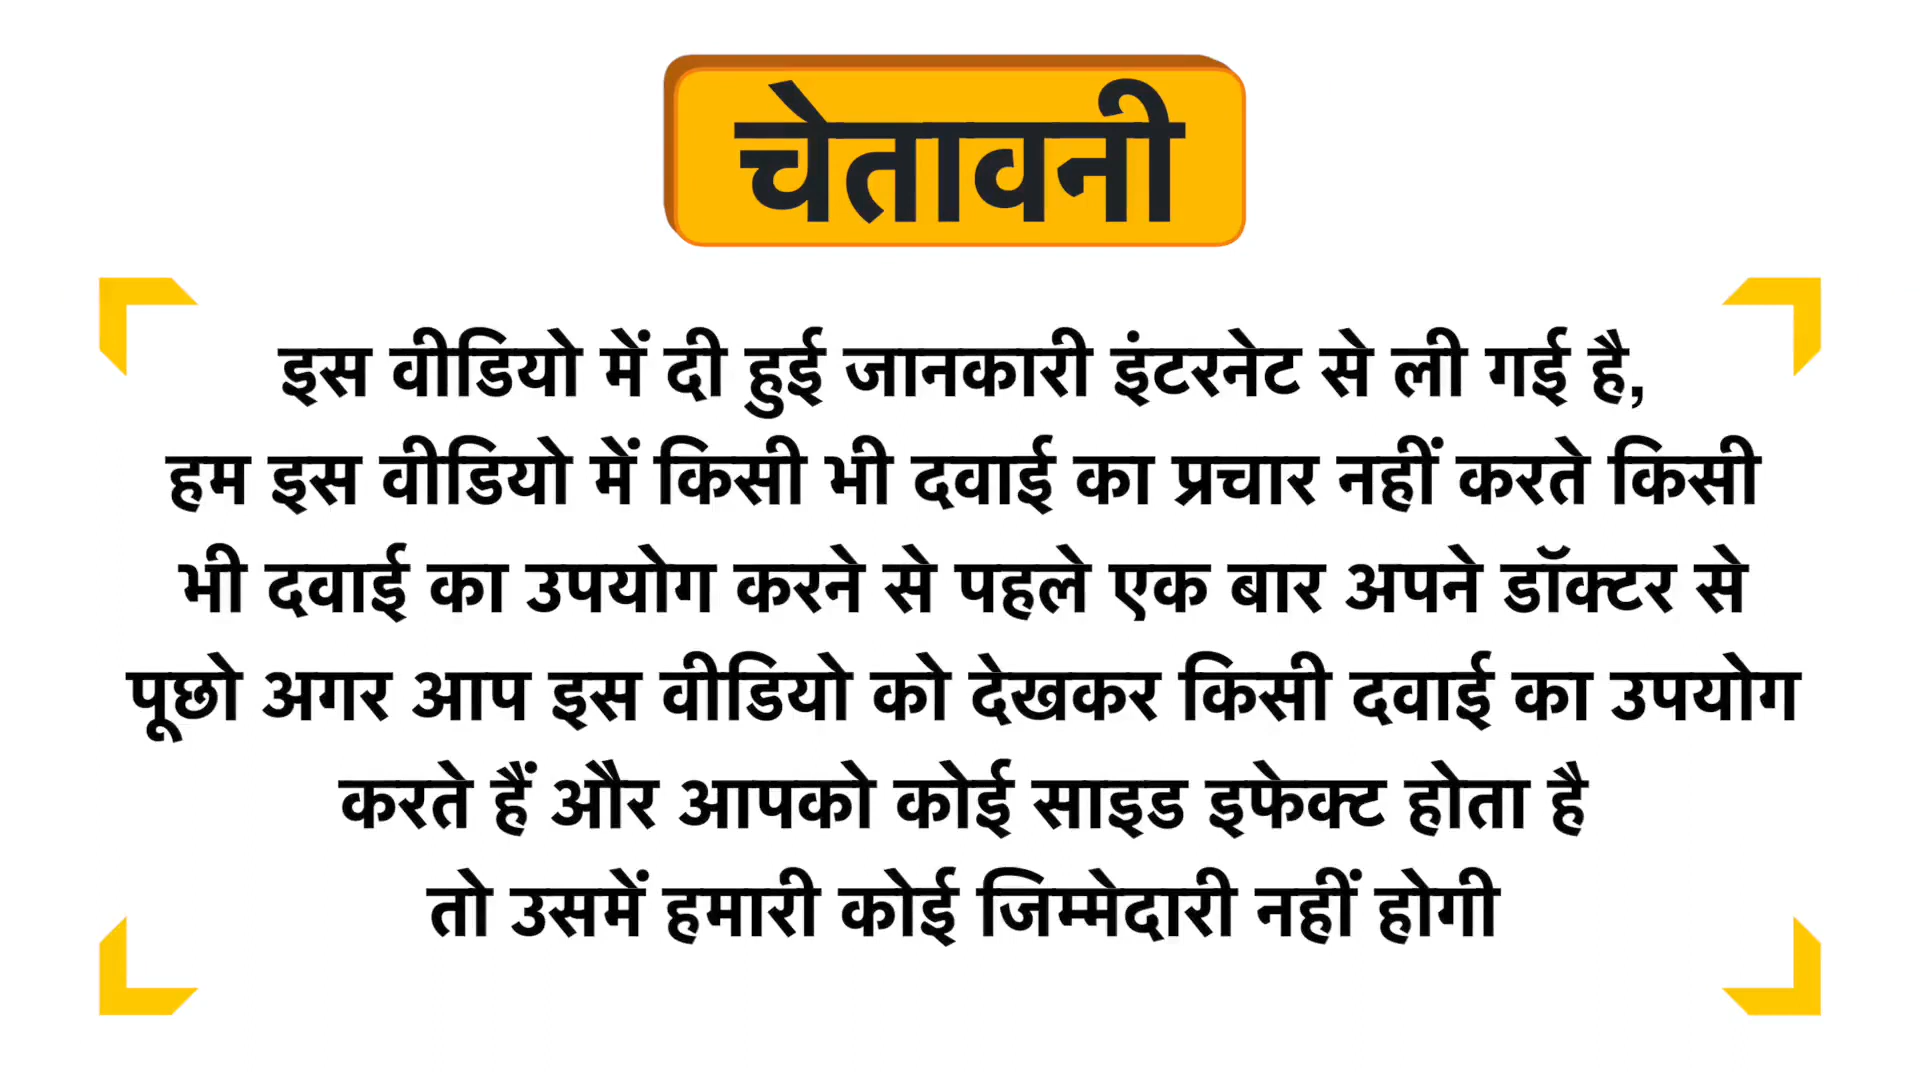 चेतावनी
इस वीडियो में दी हुई जानकारी इंटरनेट से ली गई है,
हम इस वीडियो में किसी भी दवाई का प्रचार नहीं करते किसी
भी दवाई का उपयोग करने से पहले एक बार अपने डॉक्टर से
पूछो अगर आप इस वीडियो को देखकर किसी दवाई का उपयोग
करते हैं और आपको कोई साइड इफेक्ट होता है
तो उसमें हमारी कोई जिम्मेदारी नहीं होगी